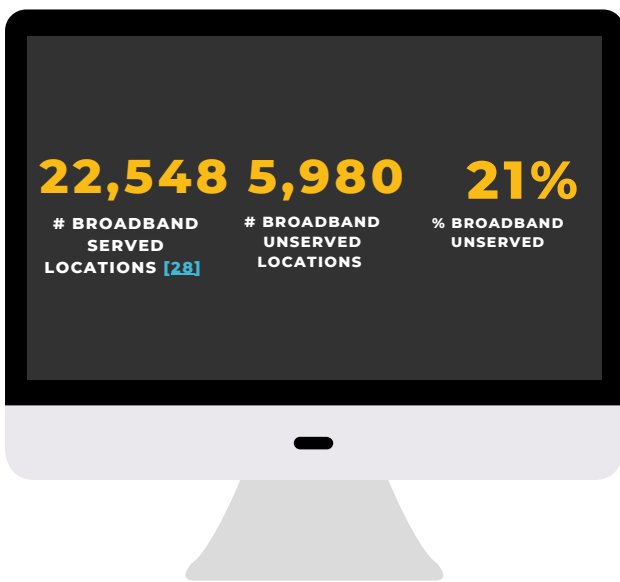 22,548
# BROADBAND
SERVED
LOCATIONS [28]
5,980
# BROADBAND
UNSERVED
LOCATIONS
21%
% BROADBAND
UNSERVED